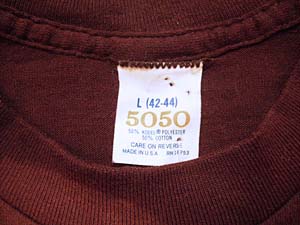 L (42-44)
5050
50% KODEL® POLYESTER
50% COTTON
CARE ON REVERSE
MADE IN U.S.A.